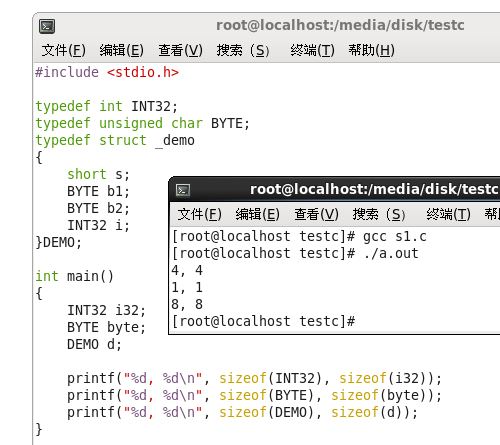 root@localhost:/media/disk/testc
文件(F) 编辑(E) 查看(V) 搜索 (S) 终端(T) 帮助(H)
#include <stdio.h>
typedef int INT32;
typedef unsigned char BYTE;
typedef struct _demo
{
short s;
BYTE b1;
BYTE b2;
INT32 i;
}DEMO;
int main()
{
INT32 i32;
BYTE byte;
DEMO d;
printf("%d, %d\n", sizeof(INT32), sizeof(i32));
printf("%d, %d\n", sizeof(BYTE), sizeof(byte));
printf("%d, %d\n", sizeof(DEMO), sizeof(d));
}
root@localhost:/media/disk/testc
文件(F) 编辑(E) 查看(V) 搜索 (S) 终端(T)
[root@localhost testc]# gcc s1.c
[root@localhost testc]# ./a.out
4, 4
1, 1
8, 8
[root@localhost testc]#